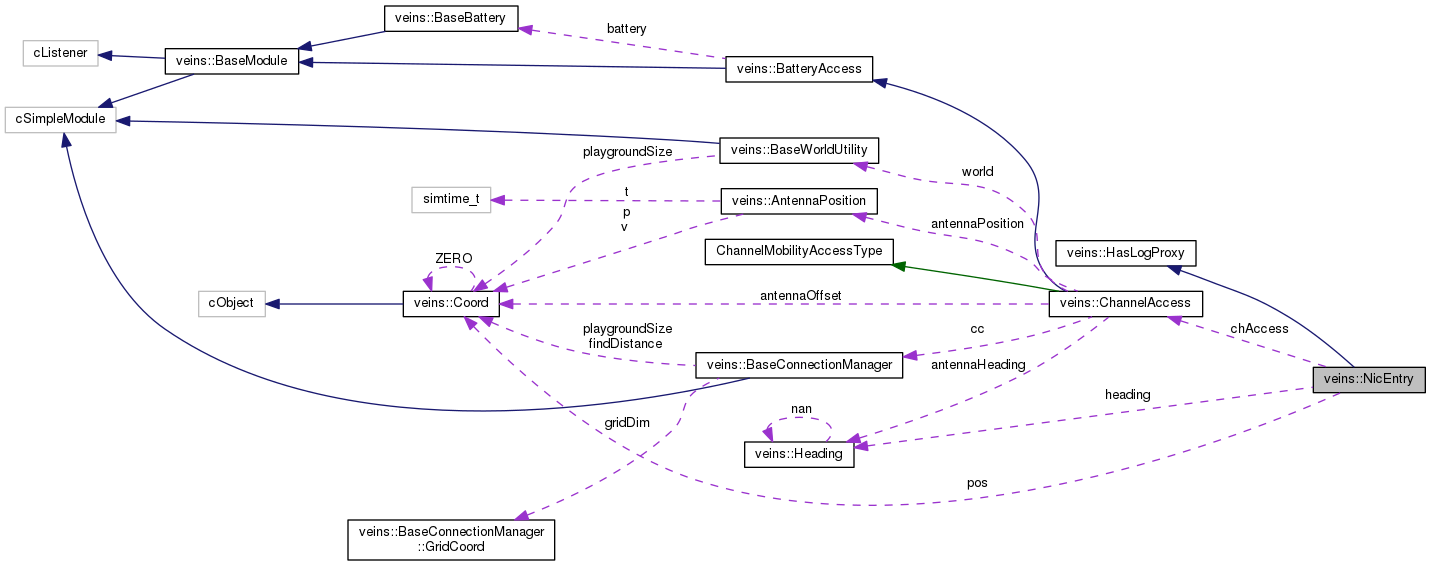 veins::BaseBattery
battery
cListener
veins::BaseModule
veins::BatteryAccess
cSimpleModule
playgroundSize
veins::BaseWorldUtility
world
simtime_t
t
veins::AntennaPosition
p
v
antennaPosition
ChannelMobilityAccessType
veins::HasLogProxy
ZERO
cObject
veins::Coord
antennaOffset
veins::ChannelAccess
playgroundSize
findDistance
cc
chAccess
veins::BaseConnectionManager
antennaHeading
veins::NicEntry
heading
nan
gridDim
veins::Heading
pos
veins::BaseConnectionManager
::GridCoord